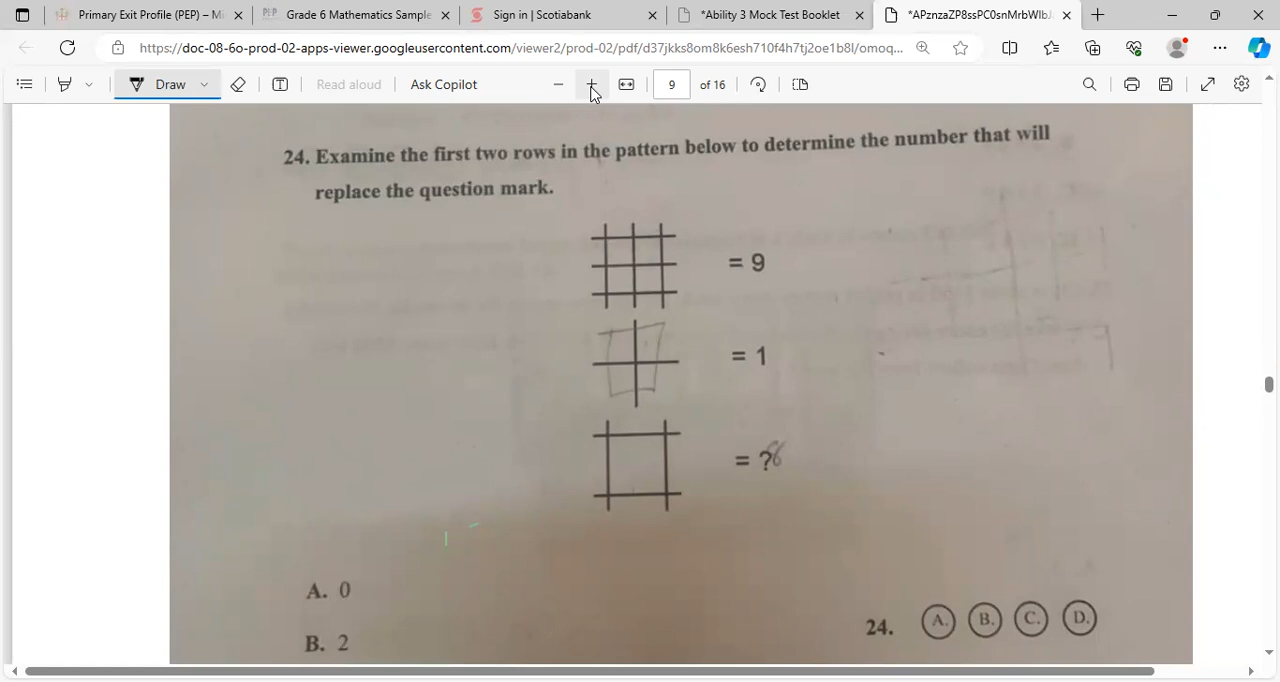 Primary Exit Profile (PEP) – Mi
Grade 6 Mathematics Sample
Sign in | Scotiabank
*Ability 3 Mock Test Booklet
*APznzaZP8ssPC0snMrbWIbJ
https://doc-08-6o-prod-02-apps-viewer.googleusercontent.com/viewer2/prod-02/pdf/d37jkks8om8k6esh710f4h7tj2oe1b8l/omoq...
Draw
Read aloud
Ask Copilot
9
of 16
24. Examine the first two rows in the pattern below to determine the number that will
replace the question mark.
= 9
= 1
= ?
A. 0
B. 2
24. A. B. C. D.